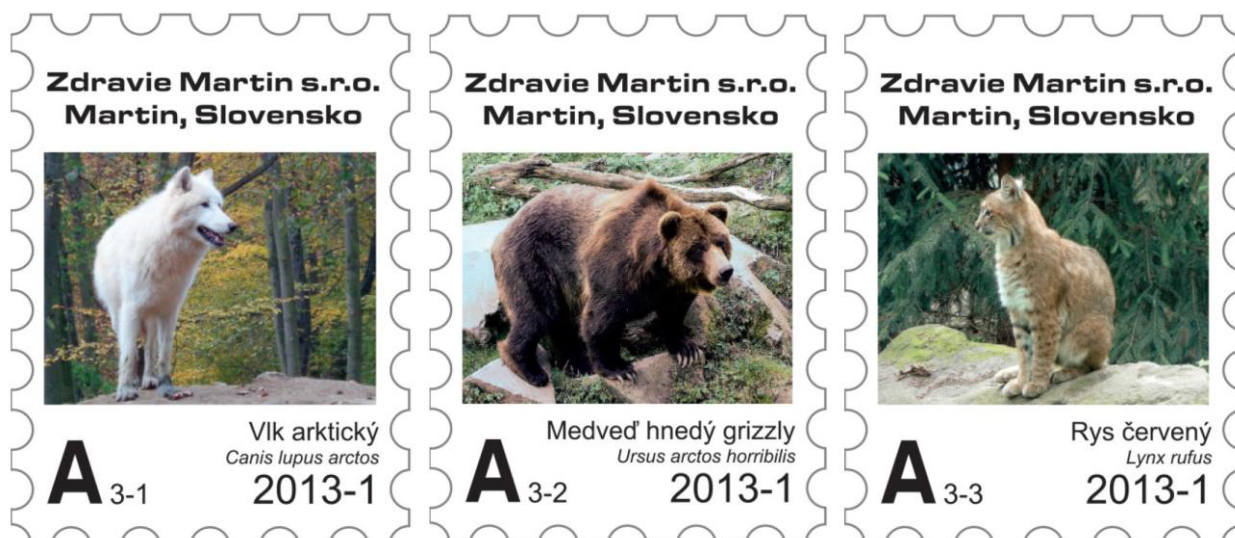 Zdravie Martin s.r.o.
Martin, Slovensko
Vlk arktický
Canis lupus arctos
A 3-1
2013-1
Zdravie Martin s.r.o.
Martin, Slovensko
Medveď hnedý grizzly
Ursus arctos horribilis
A 3-2
2013-1
Zdravie Martin s.r.o.
Martin, Slovensko
Rys červený
Lynx rufus
A 3-3
2013-1